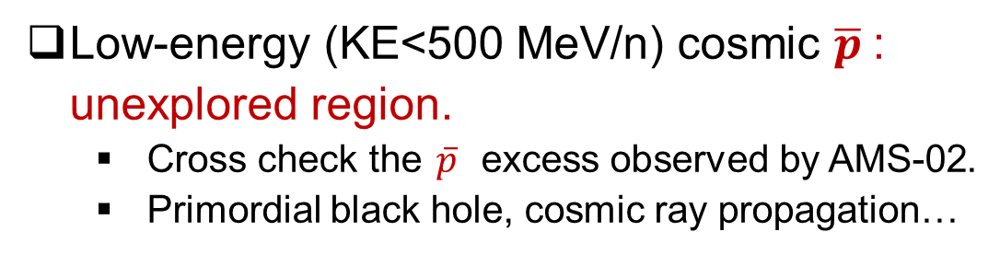 ❑Low-energy (KE<500 MeV/n) cosmic p̄ :
unexplored region.
▪ Cross check the p̄ excess observed by AMS-02.
▪ Primordial black hole, cosmic ray propagation…